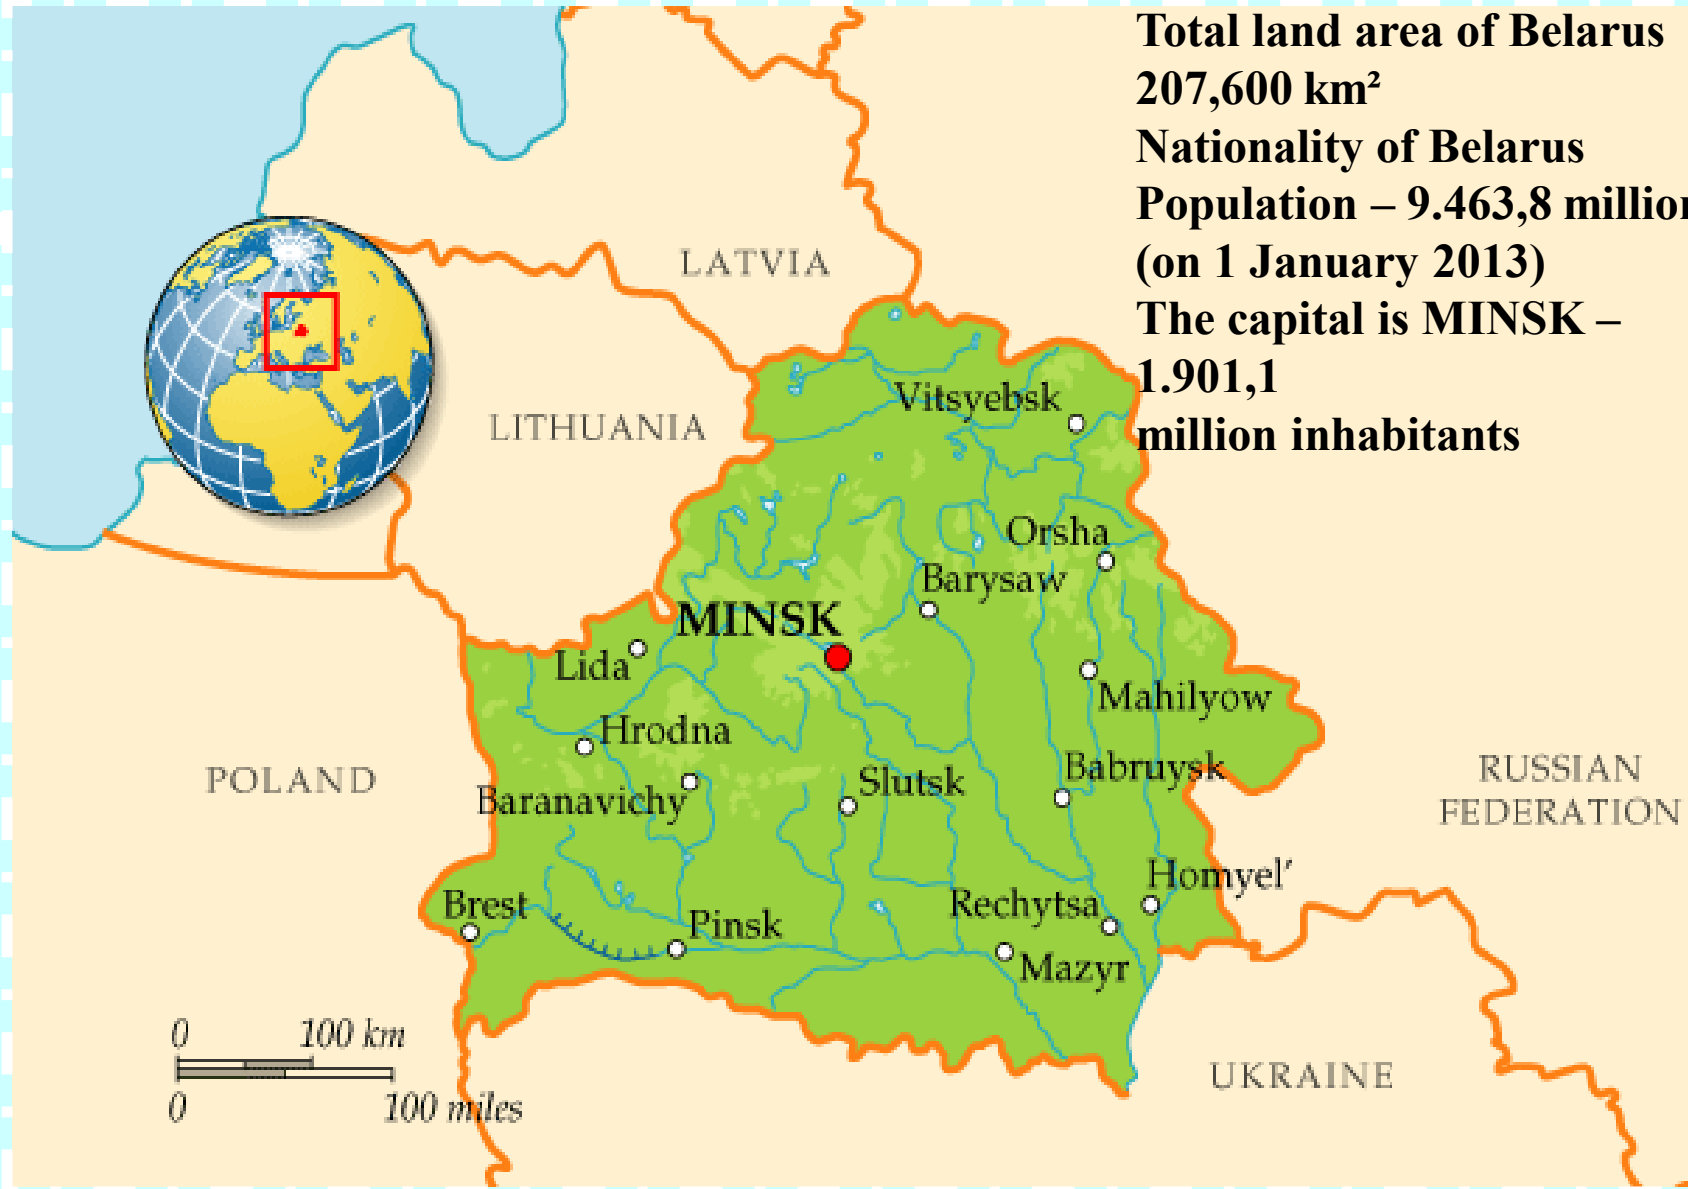 Total land area of Belarus
207,600 km²
Nationality of Belarus
Population – 9.463,8 million
(on 1 January 2013)
The capital is MINSK –
1.901,1
million inhabitants
LATVIA
LITHUANIA
Vitsyebsk
Orsha
Barysaw
MINSK
Lida
Mahilyow
Hrodna
POLAND
Babruysk
RUSSIAN
FEDERATION
Slutsk
Baranavichy
Homyel’
Brest
Rechytsa
Pinsk
Mazyr
0 100 km
UKRAINE
0 100 miles